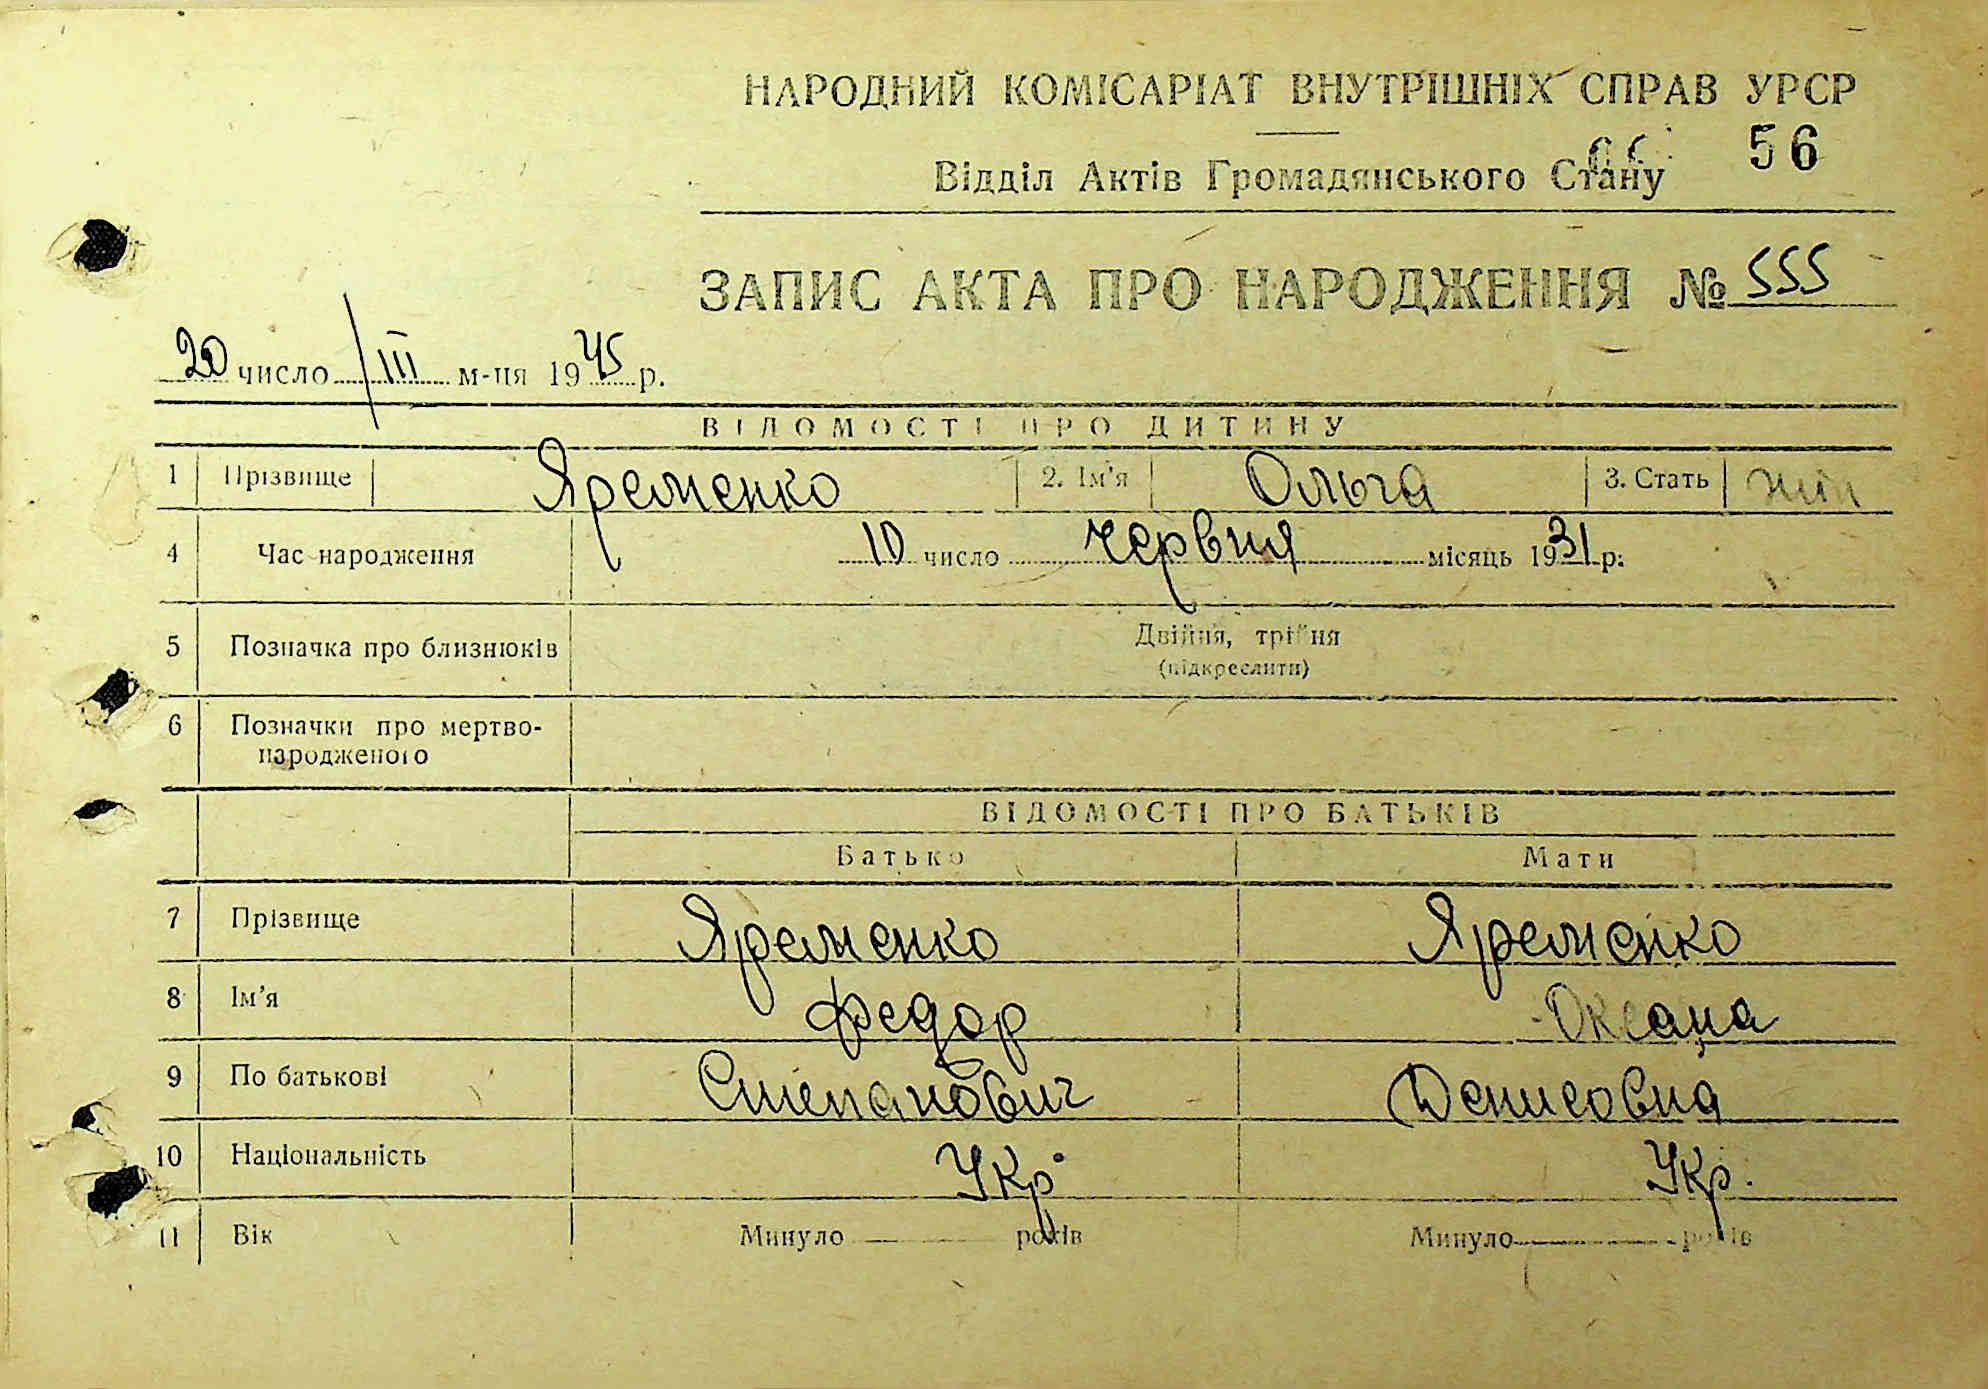 НАРОДНИЙ КОМІСАРІАТ ВНУТРІШНІХ СПРАВ УРСР
56
Відділ Актів Громадянського Стану
ЗАПИС АКТА ПРО НАРОДЖЕННЯ № 555
20 число III м-ця 1945 р.
ВІДОМОСТІ ПРО ДИТИНУ
1 Прізвище Яременко 2. Ім'я Ольга 3. Стать
4 Час народження 10 число червня місяць 1931 р.
5 Позначка про близнюків Двійня, трійня
(підкреслити)
6 Позначки про мертво-
народженого
ВІДОМОСТІ ПРО БАТЬКІВ
Батько Мати
7 Прізвище Яременко Яременко
8 Ім'я Федор Оксана
9 По батькові Степанович Денисовна
10 Національність Укр. Укр.
11 Вік Минуло — років Минуло — років